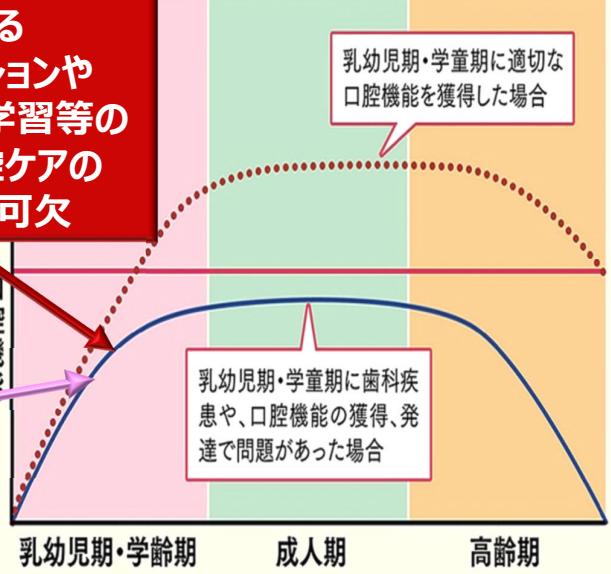 る
ションや
学習等の
腔ケアの
可欠
乳幼児期・学童期に適切な
口腔機能を獲得した場合
乳幼児期・学童期に歯科疾
患や、口腔機能の獲得、発
達で問題があった場合
乳幼児期・学齢期
成人期
高齢期